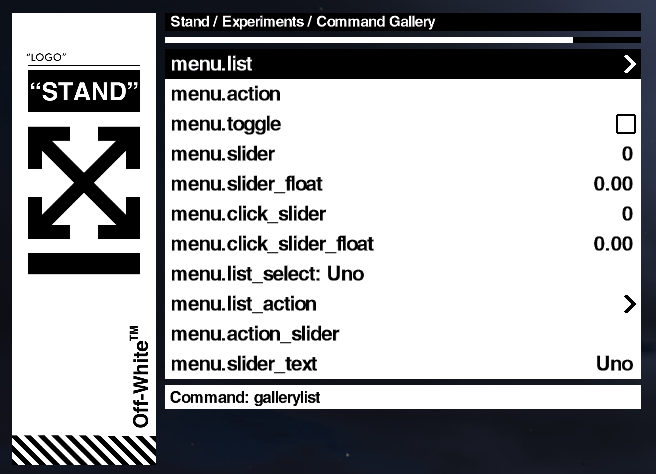 "LOGO"
“STAND”
Off-White™
Stand / Experiments / Command Gallery
menu.list
menu.action
menu.toggle
menu.slider 0
menu.slider_float 0.00
menu.click_slider 0
menu.click_slider_float 0.00
menu.list_select: Uno
menu.list_action
menu.action_slider
menu.slider_text Uno
Command: gallerylist